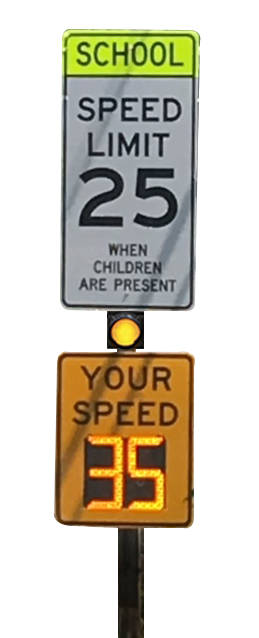 SCHOOL
SPEED
LIMIT
25
WHEN
CHILDREN
ARE PRESENT
YOUR
SPEED
35